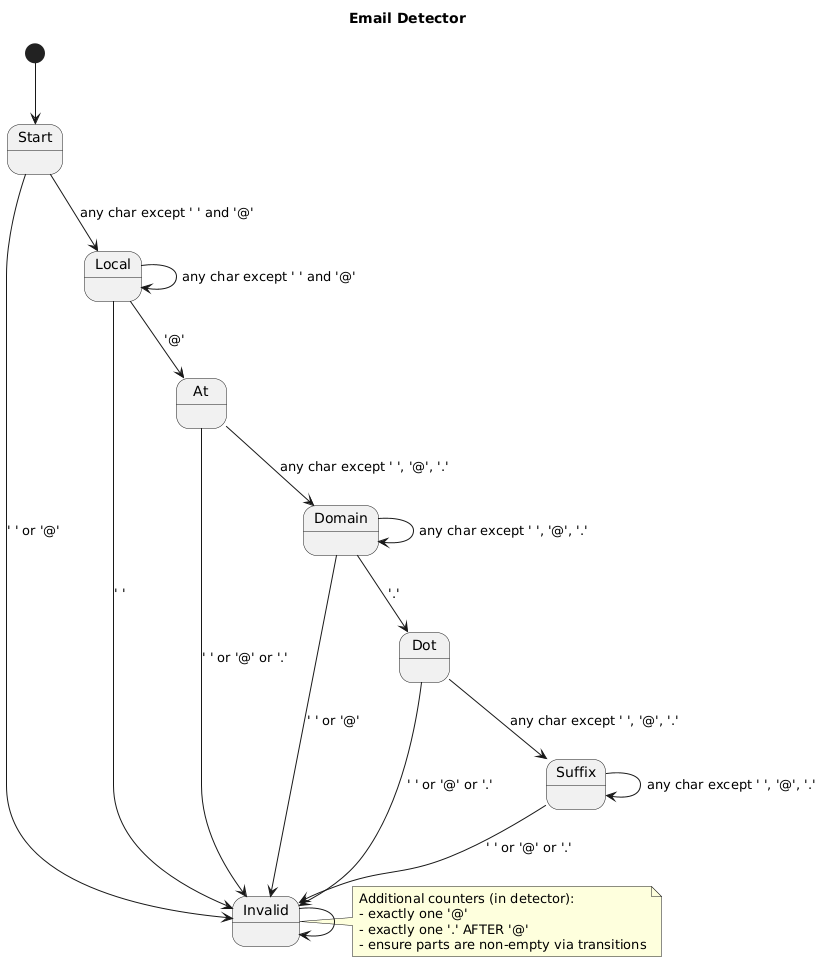 Email Detector
Start
any char except ' ' and '@'
Local
any char except ' ' and '@'
'@'
At
any char except ' ', '@', '.'
Domain
' ' or '@'
any char except ' ', '@', '.'
' '
'.'
Dot
' ' or '@' or '.'
' ' or '@'
any char except ' ', '@', '.'
Suffix
' ' or '@' or '.'
any char except ' ', '@', '.'
' ' or '@' or '.'
Invalid
Additional counters (in detector):
- exactly one '@'
- exactly one '.' AFTER '@'
- ensure parts are non-empty via transitions